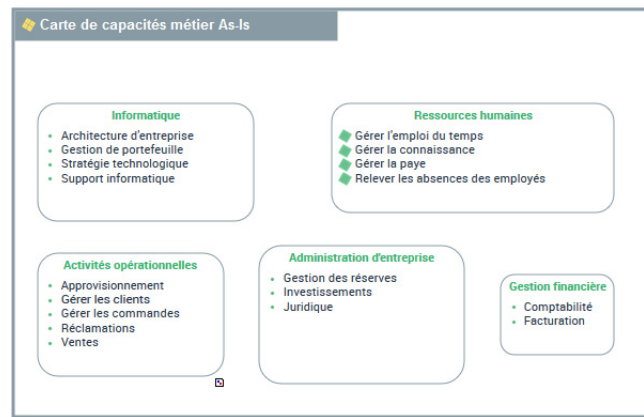 Carte de capacités métier As-Is
Informatique
Architecture d'entreprise
Gestion de portefeuille
Stratégie technologique
Support informatique
Ressources humaines
Gérer l'emploi du temps
Gérer la connaissance
Gérer la paye
Relever les absences des employés
Activités opérationnelles
Approvisionnement
Gérer les clients
Gérer les commandes
Réclamations
Ventes
Administration d'entreprise
Gestion des réserves
Investissements
Juridique
Gestion financière
Comptabilité
Facturation